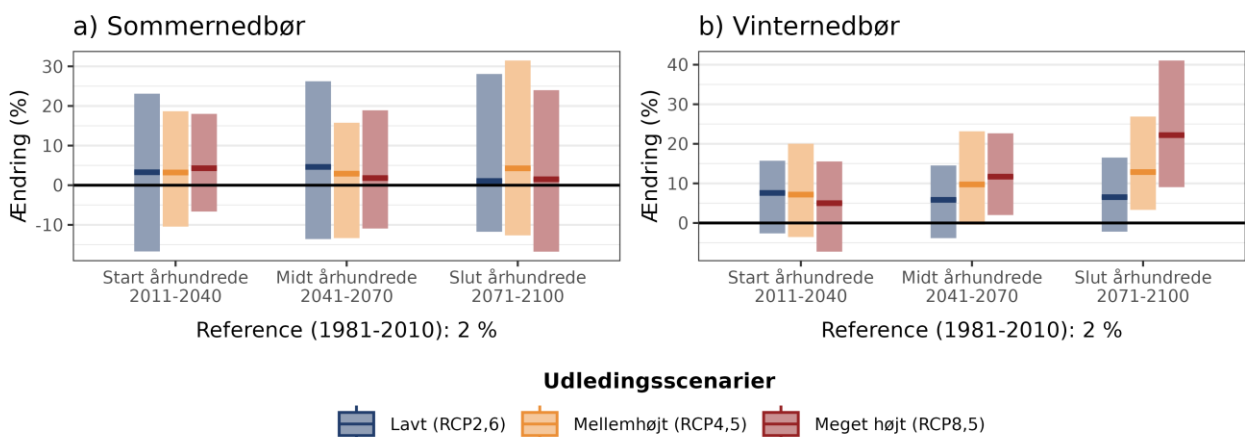 a) Sommernedbør
Ændring (%)
30
20
10
0
-10
Start århundrede
2011-2040
Midt århundrede
2041-2070
Slut århundrede
2071-2100
Reference (1981-2010): 2 %
b) Vinternedbør
Ændring (%)
40
30
20
10
0
Start århundrede
2011-2040
Midt århundrede
2041-2070
Slut århundrede
2071-2100
Reference (1981-2010): 2 %
Udledingsscenarier
Lavt (RCP2,6)
Mellemhøjt (RCP4,5)
Meget højt (RCP8,5)